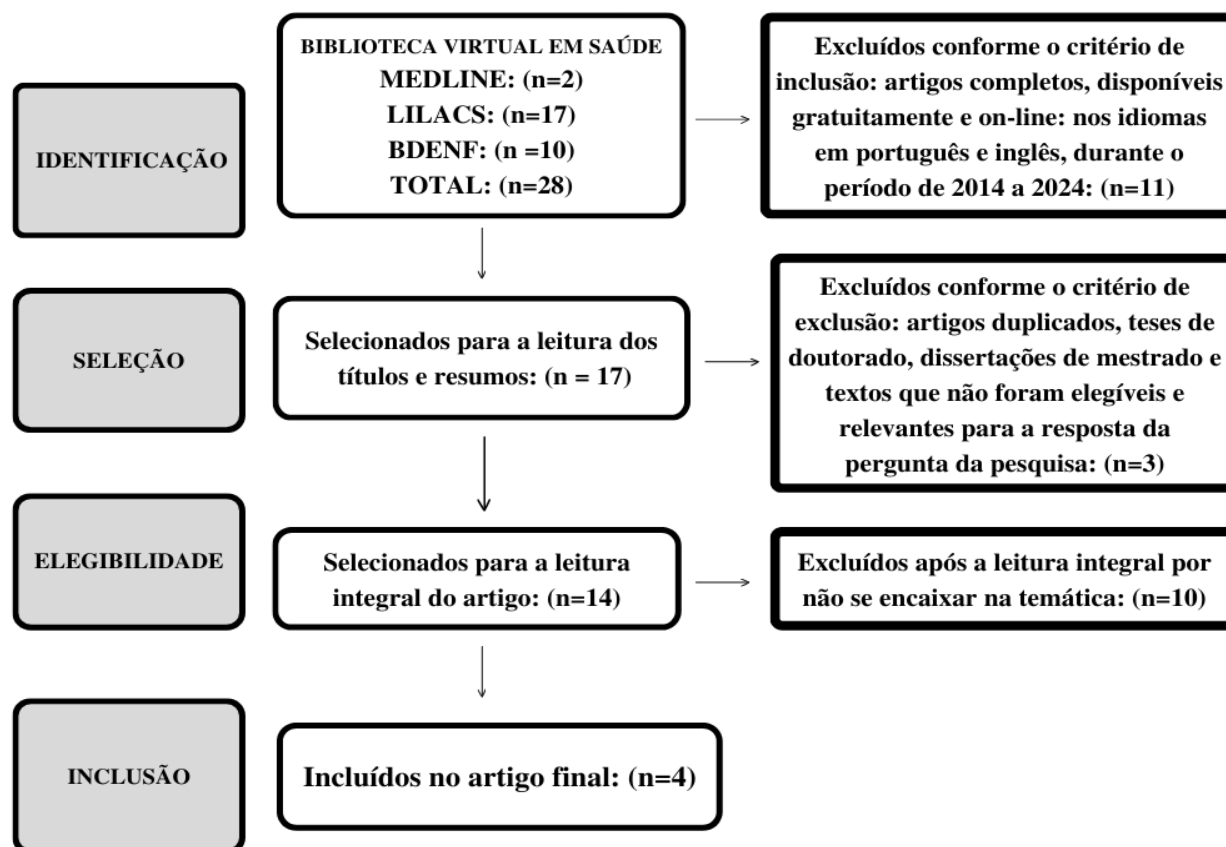 IDENTIFICAÇÃO
BIBLIOTECA VIRTUAL EM SAÚDE
MEDLINE: (n=2)
LILACS: (n=17)
BDENF: (n =10)
TOTAL: (n=28)
Excluídos conforme o critério de
inclusão: artigos completos, disponíveis
gratuitamente e on-line: nos idiomas
em português e inglês, durante o
período de 2014 a 2024: (n=11)
SELEÇÃO
Selecionados para a leitura dos
títulos e resumos: (n = 17)
Excluídos conforme o critério de
exclusão: artigos duplicados, teses de
doutorado, dissertações de mestrado e
textos que não foram elegíveis e
relevantes para a resposta da
pergunta da pesquisa: (n=3)
ELEGIBILIDADE
Selecionados para a leitura
integral do artigo: (n=14)
Excluídos após a leitura integral por
não se encaixar na temática: (n=10)
INCLUSÃO
Incluídos no artigo final: (n=4)